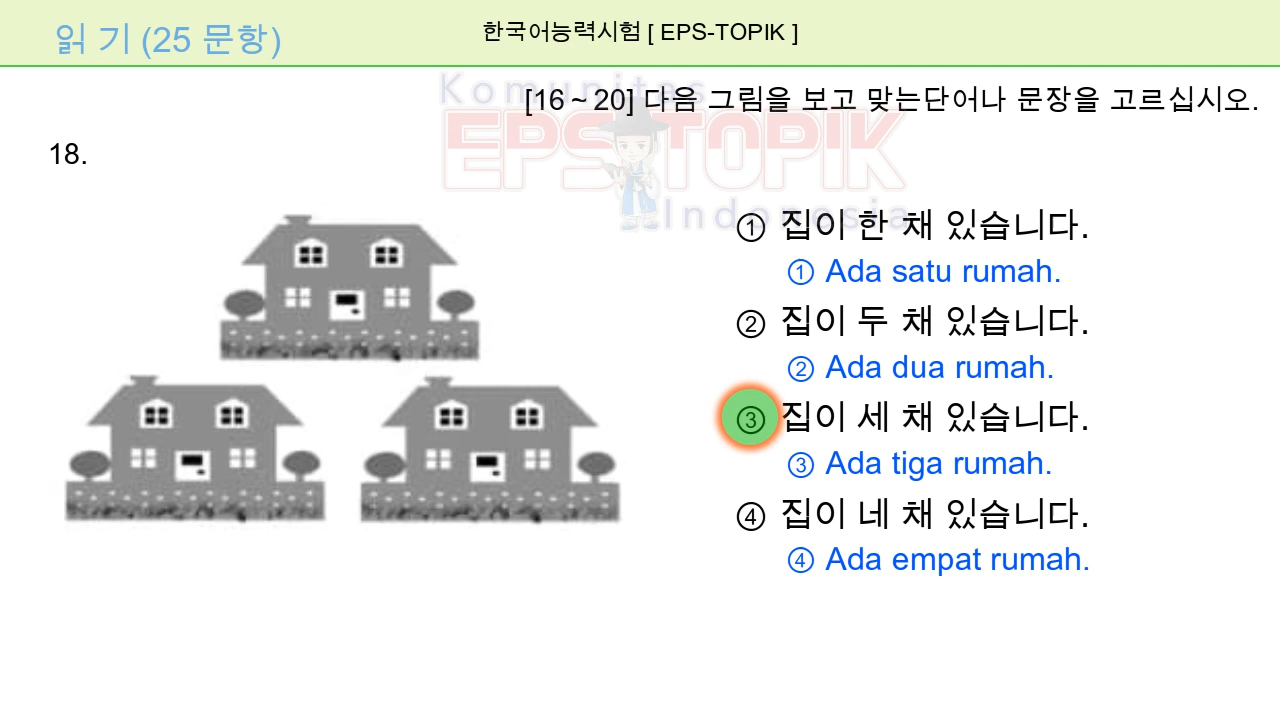 읽 기 (25 문항)
한국어능력시험 [ EPS-TOPIK ]
Komunitas
EPS TOPIK
Indonesia
[16 ~ 20] 다음 그림을 보고 맞는단어나 문장을 고르십시오.
18.
① 집이 한 채 있습니다.
① Ada satu rumah.
② 집이 두 채 있습니다.
② Ada dua rumah.
③ 집이 세 채 있습니다.
③ Ada tiga rumah.
④ 집이 네 채 있습니다.
④ Ada empat rumah.